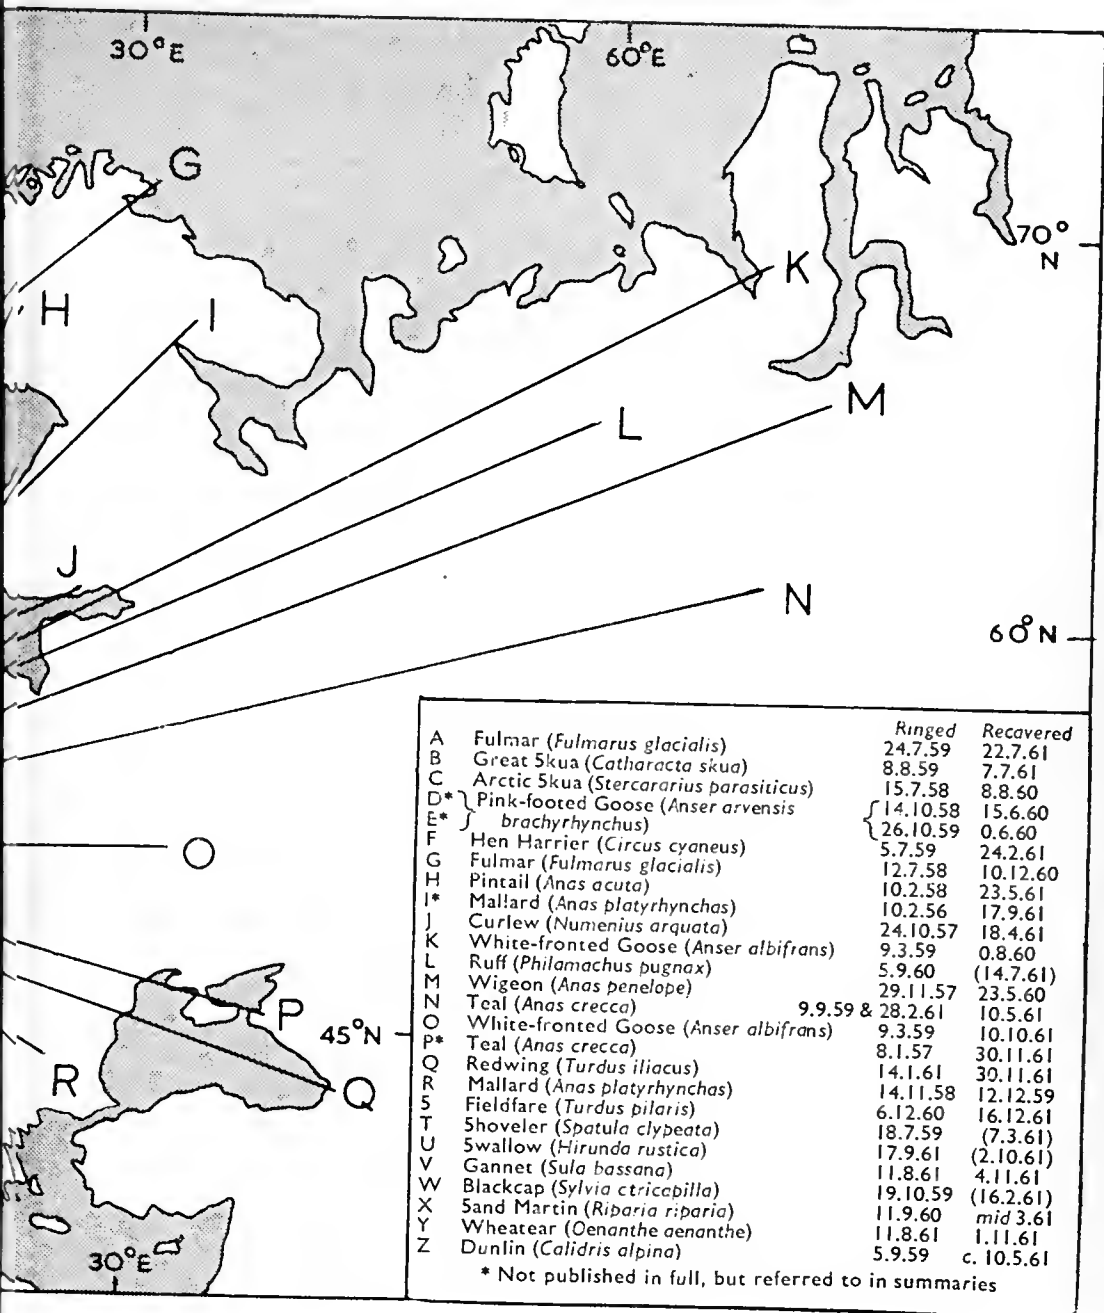 30°E
60°E
G
70°
N
K
H
I
M
L
J
N
60°N
O
P
45°N
Q
R
30°E
Ringed Recovered
A Fulmar (Fulmarus glacialis) 24.7.59 22.7.61
B Great Skua (Catharacta skua) 8.8.59 7.7.61
C Arctic Skua (Stercorarius parasiticus) 15.7.58 8.8.60
D* } Pink-footed Goose (Anser arvensis { 14.10.58 15.6.60
E* } brachyrhynchus) { 26.10.59 0.6.60
F Hen Harrier (Circus cyaneus) 5.7.59 24.2.61
G Fulmar (Fulmarus glacialis) 12.7.58 10.12.60
H Pintail (Anas acuta) 10.2.58 23.5.61
I* Mallard (Anas platyrhynchos) 10.2.56 17.9.61
J Curlew (Numenius arquata) 24.10.57 18.4.61
K White-fronted Goose (Anser albifrons) 9.3.59 0.8.60
L Ruff (Philomachus pugnax) 5.9.60 (14.7.61)
M Wigeon (Anas penelope) 29.11.57 23.5.60
N Teal (Anas crecca) 9.9.59 & 28.2.61 10.5.61
O White-fronted Goose (Anser albifrons) 9.3.59 10.10.61
P* Teal (Anas crecca) 8.1.57 30.11.61
Q Redwing (Turdus iliacus) 14.1.61 30.11.61
R Mallard (Anas platyrhynchos) 14.11.58 12.12.59
S Fieldfare (Turdus pilaris) 6.12.60 16.12.61
T Shoveler (Spatula clypeata) 18.7.59 (7.3.61)
U Swallow (Hirundo rustica) 17.9.61 (2.10.61)
V Gannet (Sula bassana) 11.8.61 4.11.61
W Blackcap (Sylvia atricapilla) 19.10.59 (16.2.61)
X Sand Martin (Riparia riparia) 11.9.60 mid 3.61
Y Wheatear (Oenanthe oenanthe) 11.8.61 1.11.61
Z Dunlin (Calidris alpina) 5.9.59 c. 10.5.61
* Not published in full, but referred to in summaries